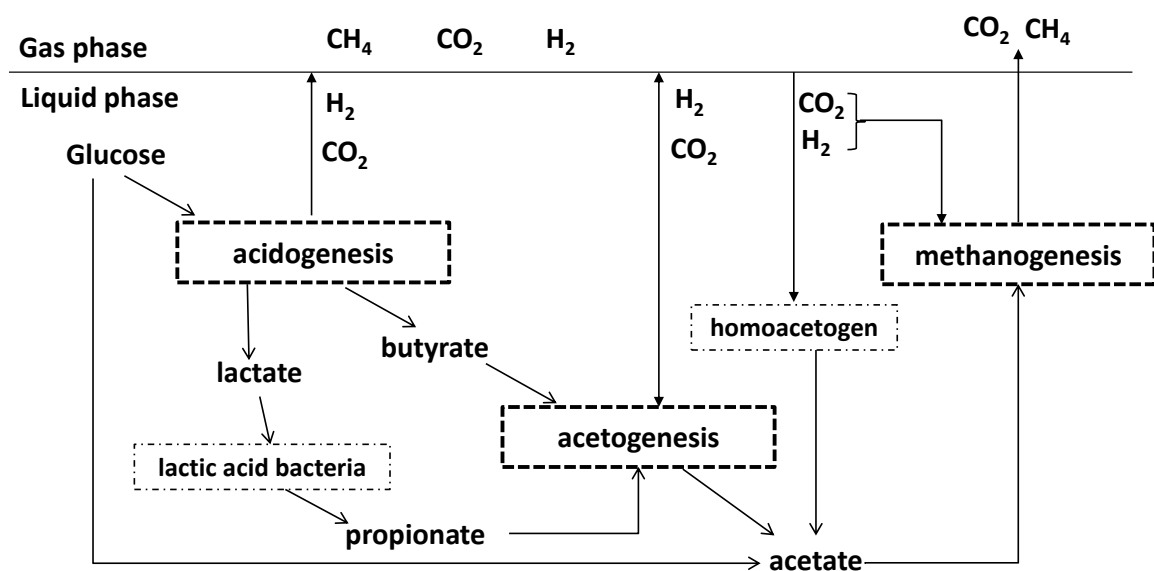 CO₂ CH₄
Gas phase CH₄ CO₂ H₂
Liquid phase
H₂ H₂ CO₂
CO₂ CO₂ H₂
Glucose
acidogenesis methanogenesis
homoacetogen
butyrate
lactate
acetogenesis
lactic acid bacteria
propionate
acetate